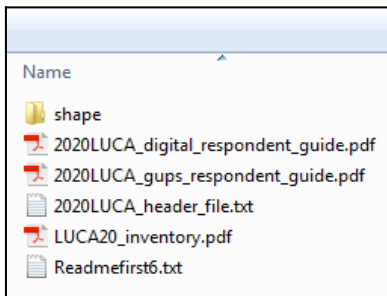 Name
shape
2020LUCA_digital_respondent_guide.pdf
2020LUCA_gups_respondent_guide.pdf
2020LUCA_header_file.txt
LUCA20_inventory.pdf
Readmefirst6.txt